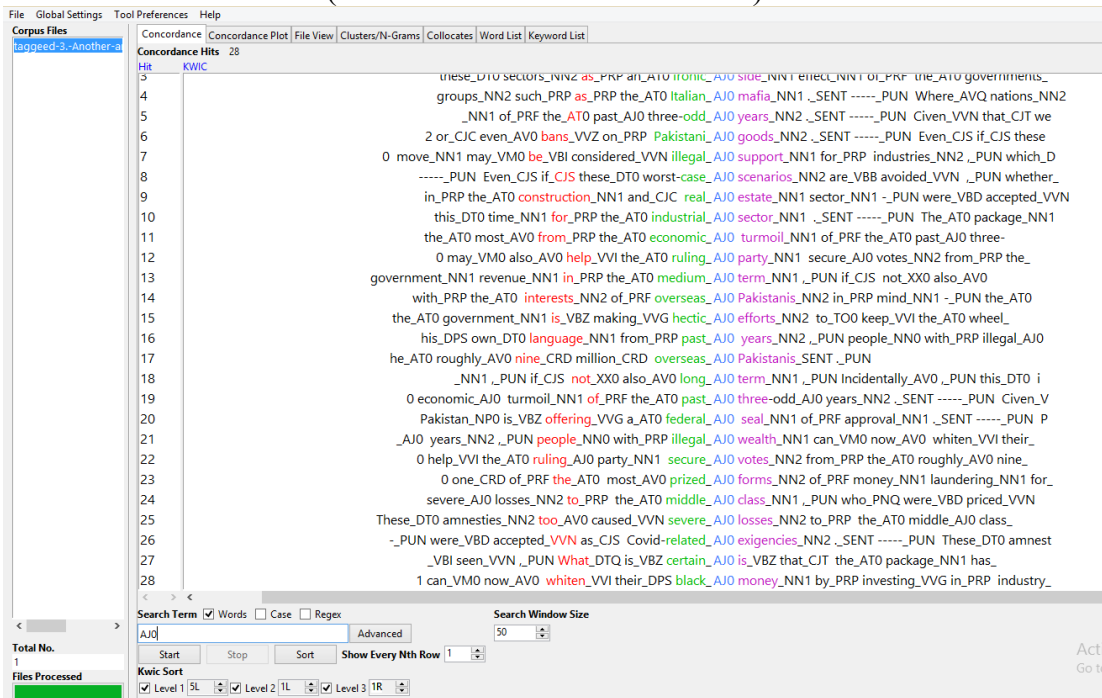 File Global Settings Tool Preferences Help
Corpus Files
taggeed-3.-Another-a
Concordance Concordance Plot File View Clusters/N-Grams Collocates Word List Keyword List
Concordance Hits 28
Hit KWIC
3 these_DT0 sectors_NN2 as_PRP an_AT0 ironic_AJ0 side_NN1 effect_NN1 of_PRF the_AT0 governments_
4 groups_NN2 such_PRP as_PRP the_AT0 Italian_AJ0 mafia_NN1 ._SENT -----_PUN Where_AVQ nations_NN2
5 _NN1 of_PRF the_AT0 past_AJ0 three-odd_AJ0 years_NN2 ._SENT -----_PUN Civen_VVN that_CJT we
6 2 or_CJC even_AV0 bans_VVZ on_PRP Pakistani_AJ0 goods_NN2 ._SENT -----_PUN Even_CJS if_CJS these
7 0 move_NN1 may_VM0 be_VBI considered_VVN illegal_AJ0 support_NN1 for_PRP industries_NN2 ,_PUN which_D
8 -----_PUN Even_CJS if_CJS these_DT0 worst-case_AJ0 scenarios_NN2 are_VBB avoided_VVN ,_PUN whether_
9 in_PRP the_AT0 construction_NN1 and_CJC real_AJ0 estate_NN1 sector_NN1 -_PUN were_VBD accepted_VVN
10 this_DT0 time_NN1 for_PRP the_AT0 industrial_AJ0 sector_NN1 ._SENT -----_PUN The_AT0 package_NN1
11 the_AT0 most_AV0 from_PRP the_AT0 economic_AJ0 turmoil_NN1 of_PRF the_AT0 past_AJ0 three-
12 0 may_VM0 also_AV0 help_VVI the_AT0 ruling_AJ0 party_NN1 secure_AJ0 votes_NN2 from_PRP the_
13 government_NN1 revenue_NN1 in_PRP the_AT0 medium_AJ0 term_NN1 ,_PUN if_CJS not_XX0 also_AV0
14 with_PRP the_AT0 interests_NN2 of_PRF overseas_AJ0 Pakistanis_NN2 in_PRP mind_NN1 -_PUN the_AT0
15 the_AT0 government_NN1 is_VBZ making_VVG hectic_AJ0 efforts_NN2 to_TO0 keep_VVI the_AT0 wheel_
16 his_DPS own_DT0 language_NN1 from_PRP past_AJ0 years_NN2 ,_PUN people_NN0 with_PRP illegal_AJ0
17 he_AT0 roughly_AV0 nine_CRD million_CRD overseas_AJ0 Pakistanis_SENT ._PUN
18 _NN1 ,_PUN if_CJS not_XX0 also_AV0 long_AJ0 term_NN1 ,_PUN Incidentally_AV0 ,_PUN this_DT0 i
19 0 economic_AJ0 turmoil_NN1 of_PRF the_AT0 past_AJ0 three-odd_AJ0 years_NN2 ._SENT -----_PUN Civen_V
20 Pakistan_NP0 is_VBZ offering_VVG a_AT0 federal_AJ0 seal_NN1 of_PRF approval_NN1 ._SENT -----_PUN P
21 _AJ0 years_NN2 ,_PUN people_NN0 with_PRP illegal_AJ0 wealth_NN1 can_VM0 now_AV0 whiten_VVI their_
22 0 help_VVI the_AT0 ruling_AJ0 party_NN1 secure_AJ0 votes_NN2 from_PRP the_AT0 roughly_AV0 nine_
23 0 one_CRD of_PRF the_AT0 most_AV0 prized_AJ0 forms_NN2 of_PRF money_NN1 laundering_NN1 for_
24 severe_AJ0 losses_NN2 to_PRP the_AT0 middle_AJ0 class_NN1 ,_PUN who_PNQ were_VBD priced_VVN
25 These_DT0 amnesties_NN2 too_AV0 caused_VVN severe_AJ0 losses_NN2 to_PRP the_AT0 middle_AJ0 class_
26 -_PUN were_VBD accepted_VVN as_CJS Covid-related_AJ0 exigencies_NN2 ._SENT -----_PUN These_DT0 amnest
27 _VBI seen_VVN ,_PUN What_DTQ is_VBZ certain_AJ0 is_VBZ that_CJT the_AT0 package_NN1 has_
28 1 can_VM0 now_AV0 whiten_VVI their_DPS black_AJ0 money_NN1 by_PRP investing_VVG in_PRP industry_
Search Term Words Case Regex Search Window Size
AJ0 Advanced 50
Total No.
1
Start Stop Sort Show Every Nth Row 1
Files Processed
Kwic Sort
Level 1 5L Level 2 1L Level 3 1R